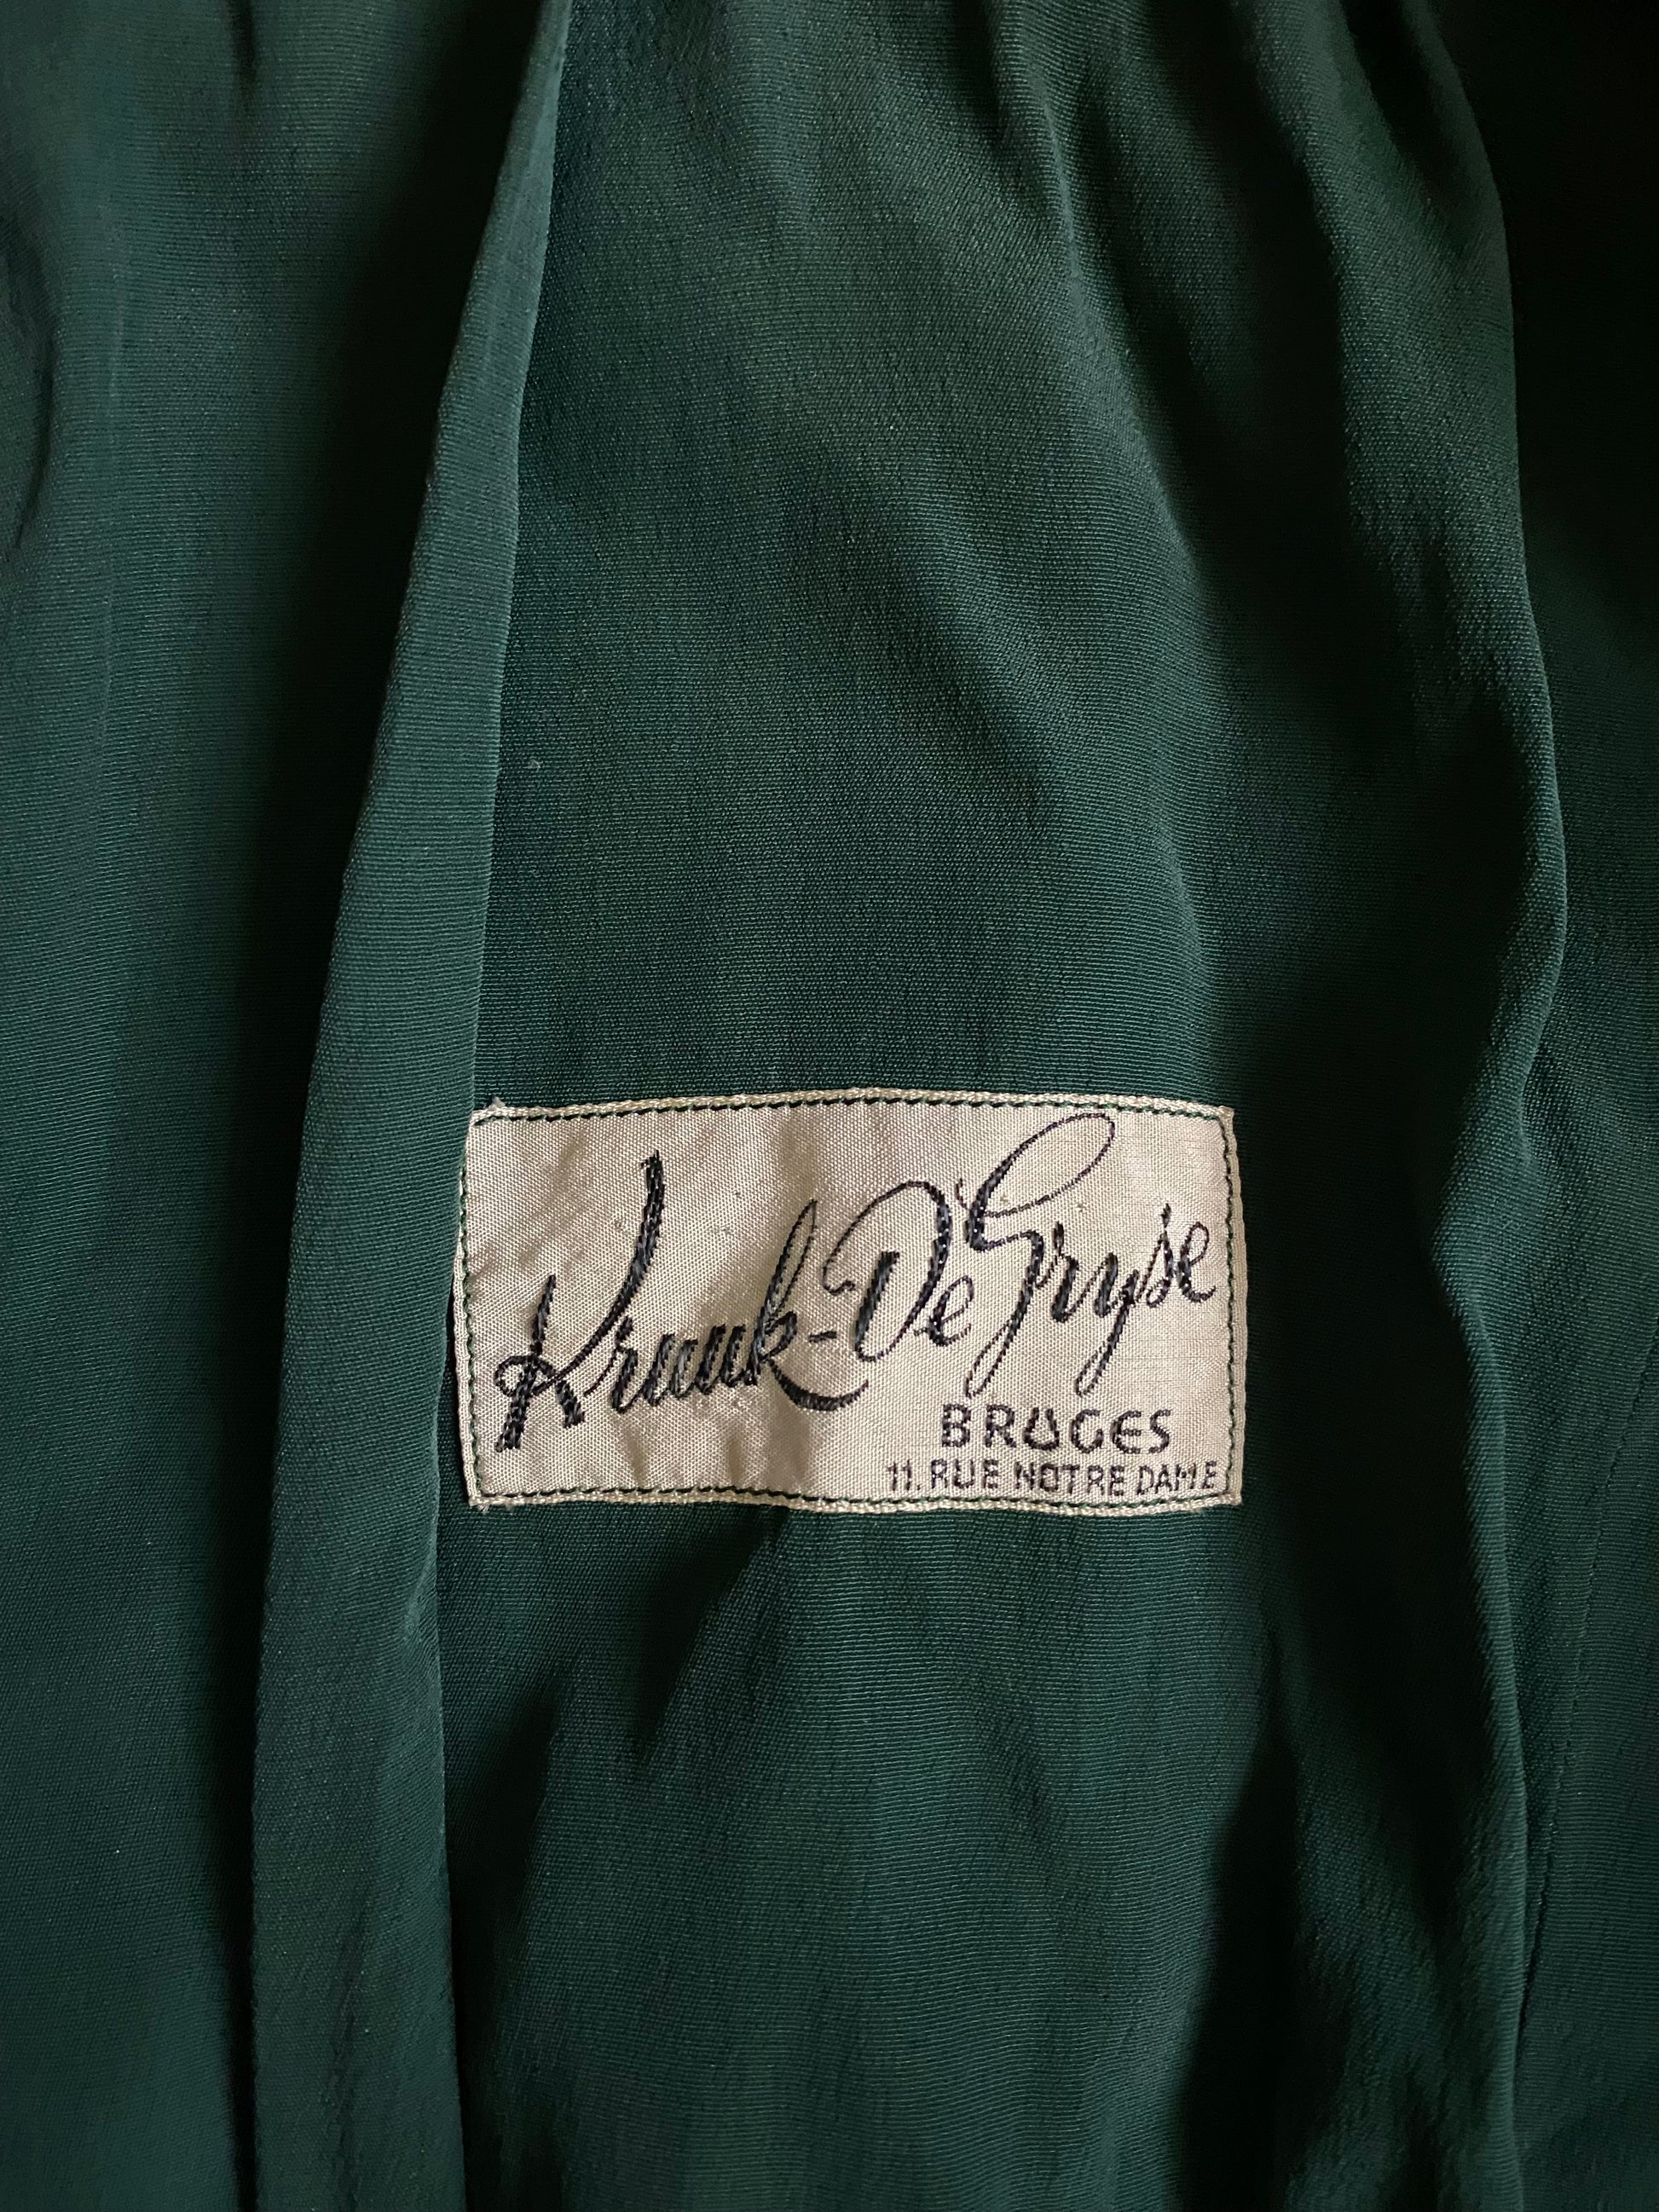 Kruuk-De Gryse
BRUGES
11. RUE NOTRE DAME